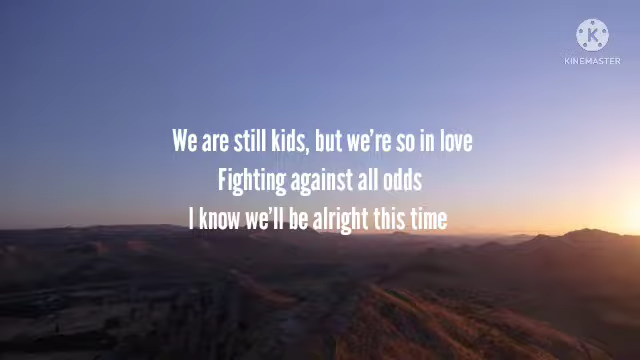 K
KINEMASTER
We are still kids, but we're so in love
Fighting against all odds
I know we'll be alright this time